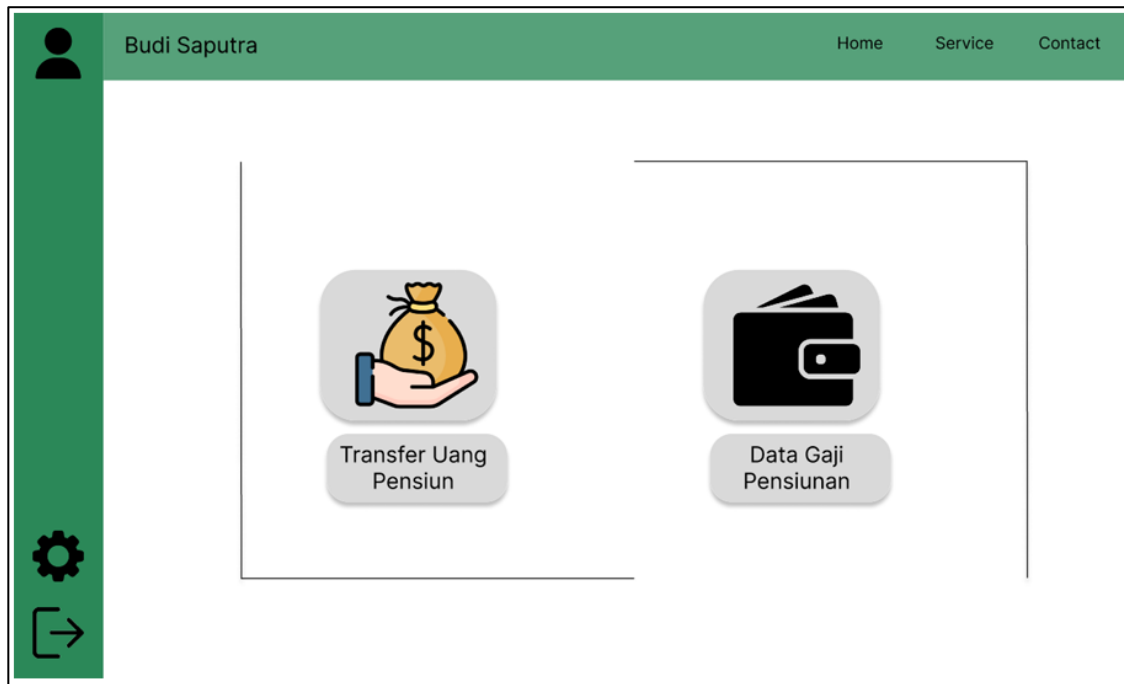 Budi Saputra
Home
Service
Contact
$
Transfer Uang
Pensiun
Data Gaji
Pensiunan